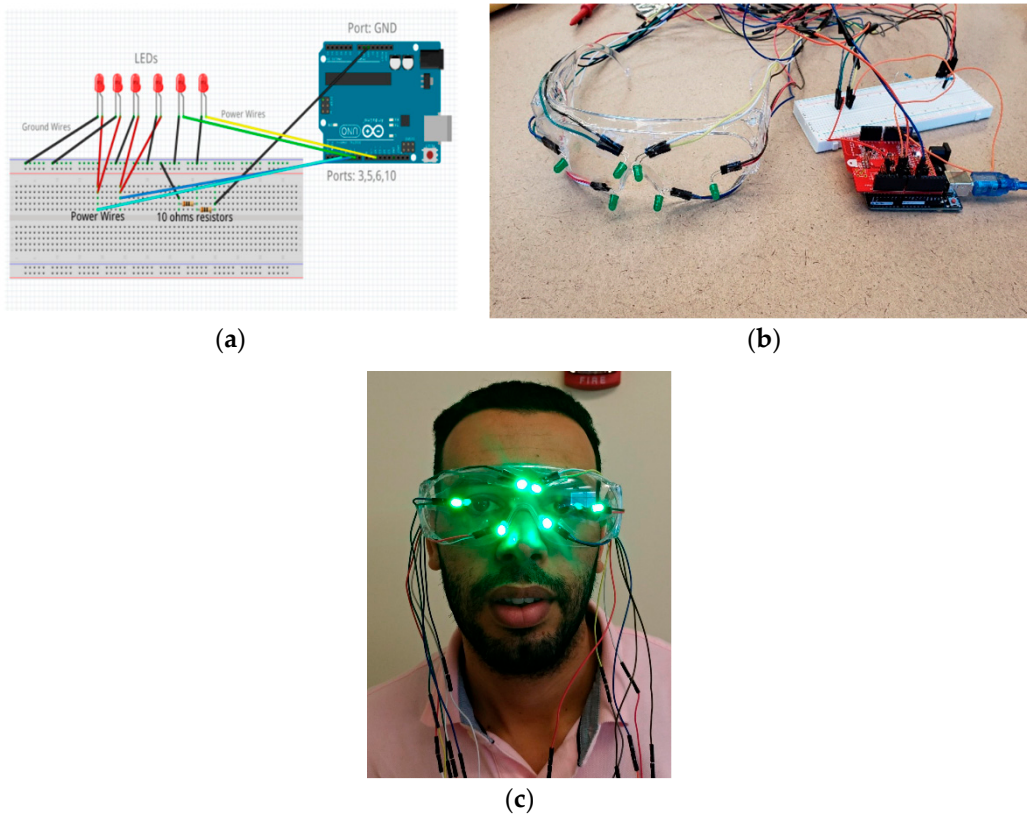 Port: GND
LEDs
Ground Wires
Power Wires
UNO
ARDUINO
Ports: 3,5,6,10
Power Wires
10 ohms resistors
(a)
(b)
FIRE
(c)